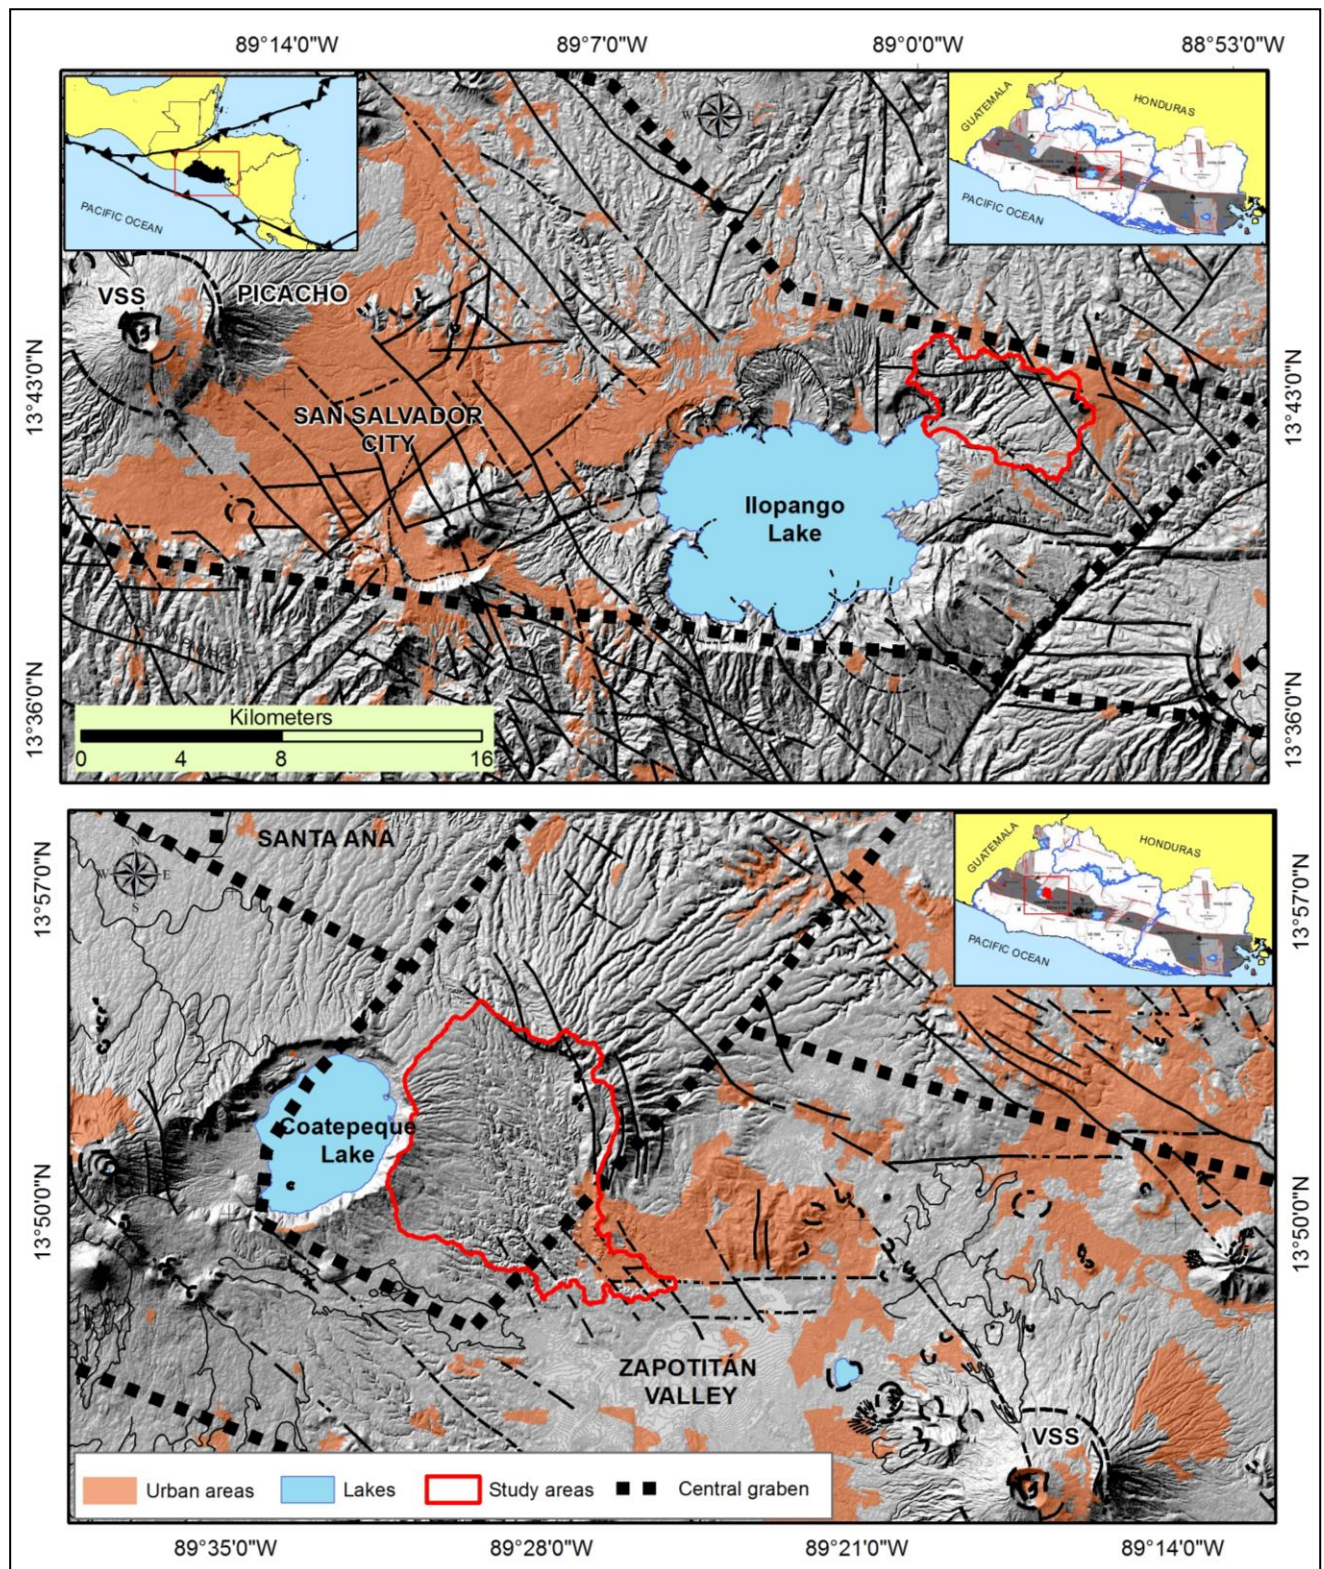 89°14'0"W 89°7'0"W 89°0'0"W 88°53'0"W
PACIFIC OCEAN
GUATEMALA
HONDURAS
PACIFIC OCEAN
N
W E
VSS
PICACHO
13°43'0"N
13°43'0"N
SAN SALVADOR
CITY
Ilopango
Lake
13°36'0"N
13°36'0"N
Kilometers
0 4 8 16
SANTA ANA
N
W E
S
GUATEMALA
HONDURAS
PACIFIC OCEAN
13°57'0"N
13°57'0"N
Coatepeque
Lake
13°50'0"N
13°50'0"N
ZAPOTITÁN
VALLEY
VSS
Urban areas Lakes Study areas Central graben
89°35'0"W 89°28'0"W 89°21'0"W 89°14'0"W